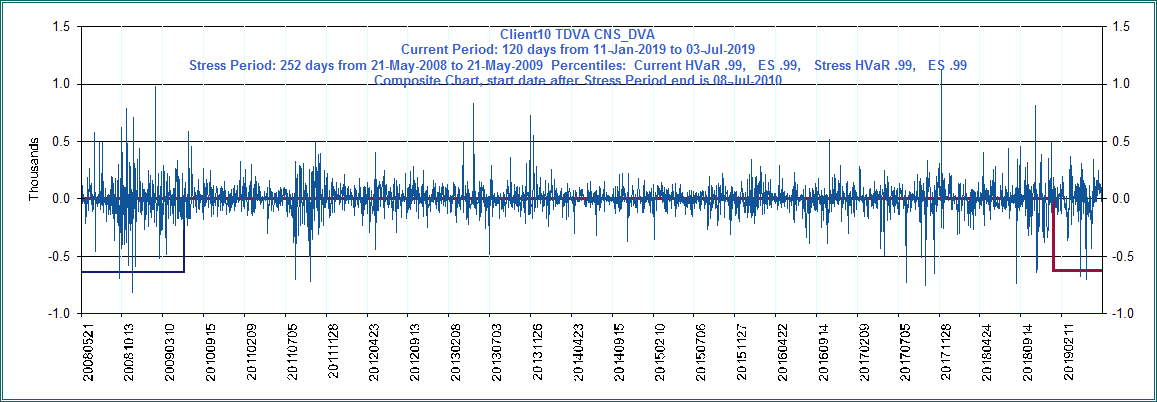 Client10 TDVA CNS_DVA
Current Period: 120 days from 11-Jan-2019 to 03-Jul-2019
Stress Period: 252 days from 21-May-2008 to 21-May-2009 Percentiles: Current HVaR .99, ES .99, Stress HVaR .99, ES .99
Composite Chart, start date after Stress Period end is 08-Jul-2010
1.5 1.5
1.0 1.0
0.5 0.5
0.0 0.0
-0.5 -0.5
-1.0 -1.0
Thousands
20080521 20081013 20090310 20100915 20110209 20110705 20111128 20120423 20120913 20130208 20130703 20131126 20140423 20140915 20150210 20150706 20151127 20160422 20160914 20170209 20170705 20171128 20180424 20180914 20190211